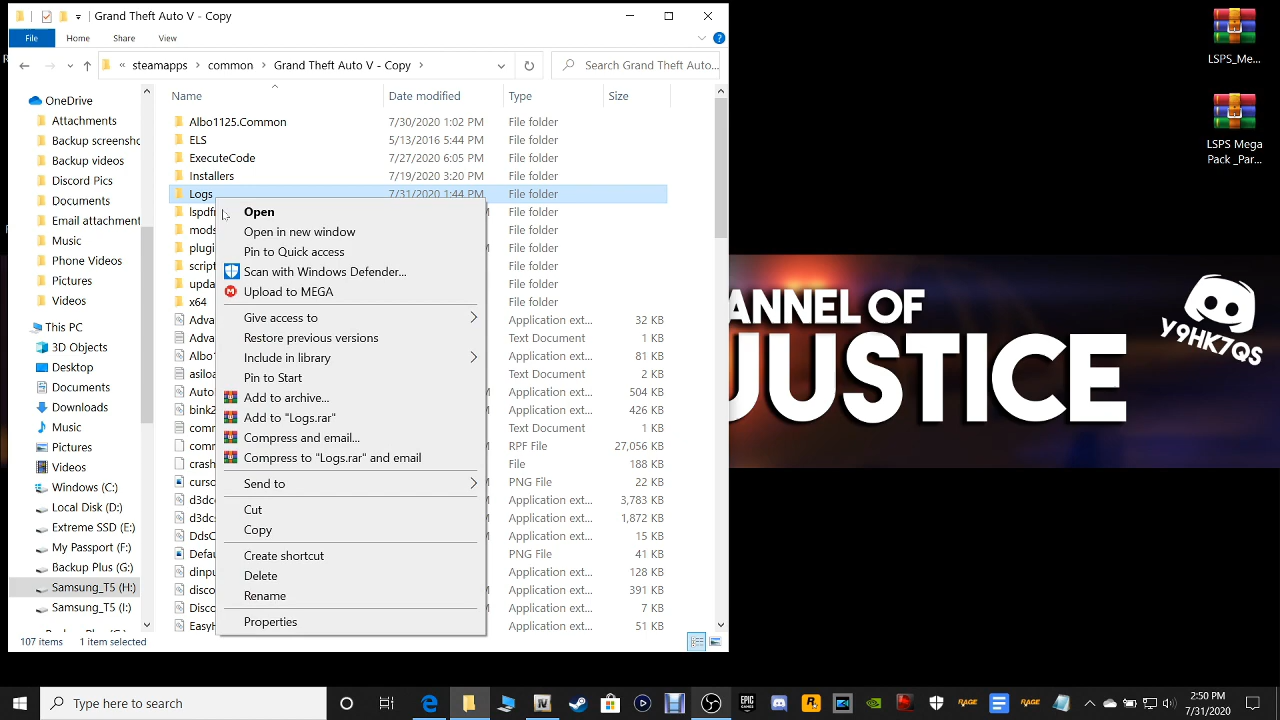 Grand Theft Auto V - Copy
File Home Share View
« steamapps > common > Grand Theft Auto V - Copy >
Search Grand Theft Auto...
Name Date modified Type Size
OneDrive
Attachments
Backup screensho
Backup videos
Discord Pics
Documents
Email attachment
Music
Phone Videos
Pictures
Videos
This PC
3D Objects
Desktop
Documents
Downloads
Music
Pictures
Videos
Windows (C:)
Local Disk (D:)
Extreme SSD (E:)
My Passport (F:)
Backup Plus (G:)
Samsung_T5 (H:)
Samsung_T5 (I:)
Albo1125.Common 7/30/2020 1:02 PM File folder
ELS 5/13/2016 5:44 PM File folder
ExecuteCode 7/27/2020 6:05 PM File folder
Installers 7/19/2020 3:20 PM File folder
Logs 7/31/2020 1:44 PM File folder
lspdfr File folder
mods File folder
plugi File folder
script File folder
upda File folder
x64 File folder
Adva Application ext... 32 KB
Adva Text Document 1 KB
Albo Application ext... 81 KB
asiloa Text Document 2 KB
Auto Application ext... 504 KB
bink2 Application ext... 426 KB
comm Text Document 1 KB
comm RPF File 27,056 KB
crash File 188 KB
curso PNG File 22 KB
d3dc Application ext... 3,783 KB
d3dcs Application ext... 1,872 KB
DdsC Application ext... 15 KB
Defau PNG File 41 KB
dinpu Application ext... 128 KB
disco Application ext... 391 KB
Disco Application ext... 7 KB
EasyH Application ext... 51 KB
Open
Open in new window
Pin to Quick access
Scan with Windows Defender...
Upload to MEGA
Give access to
Restore previous versions
Include in library
Pin to Start
Add to archive...
Add to "Logs.rar"
Compress and email...
Compress to "Logs.rar" and email
Send to
Cut
Copy
Create shortcut
Delete
Rename
Properties
107 items 1 item selected
LSPS_Me...
LSPS Mega
Pack _Par...
ANNEL OF
JUSTICE
Y9HK7QS
Type here to search
EPIC
GAMES
RAGE
RAGE
2:50 PM
7/31/2020